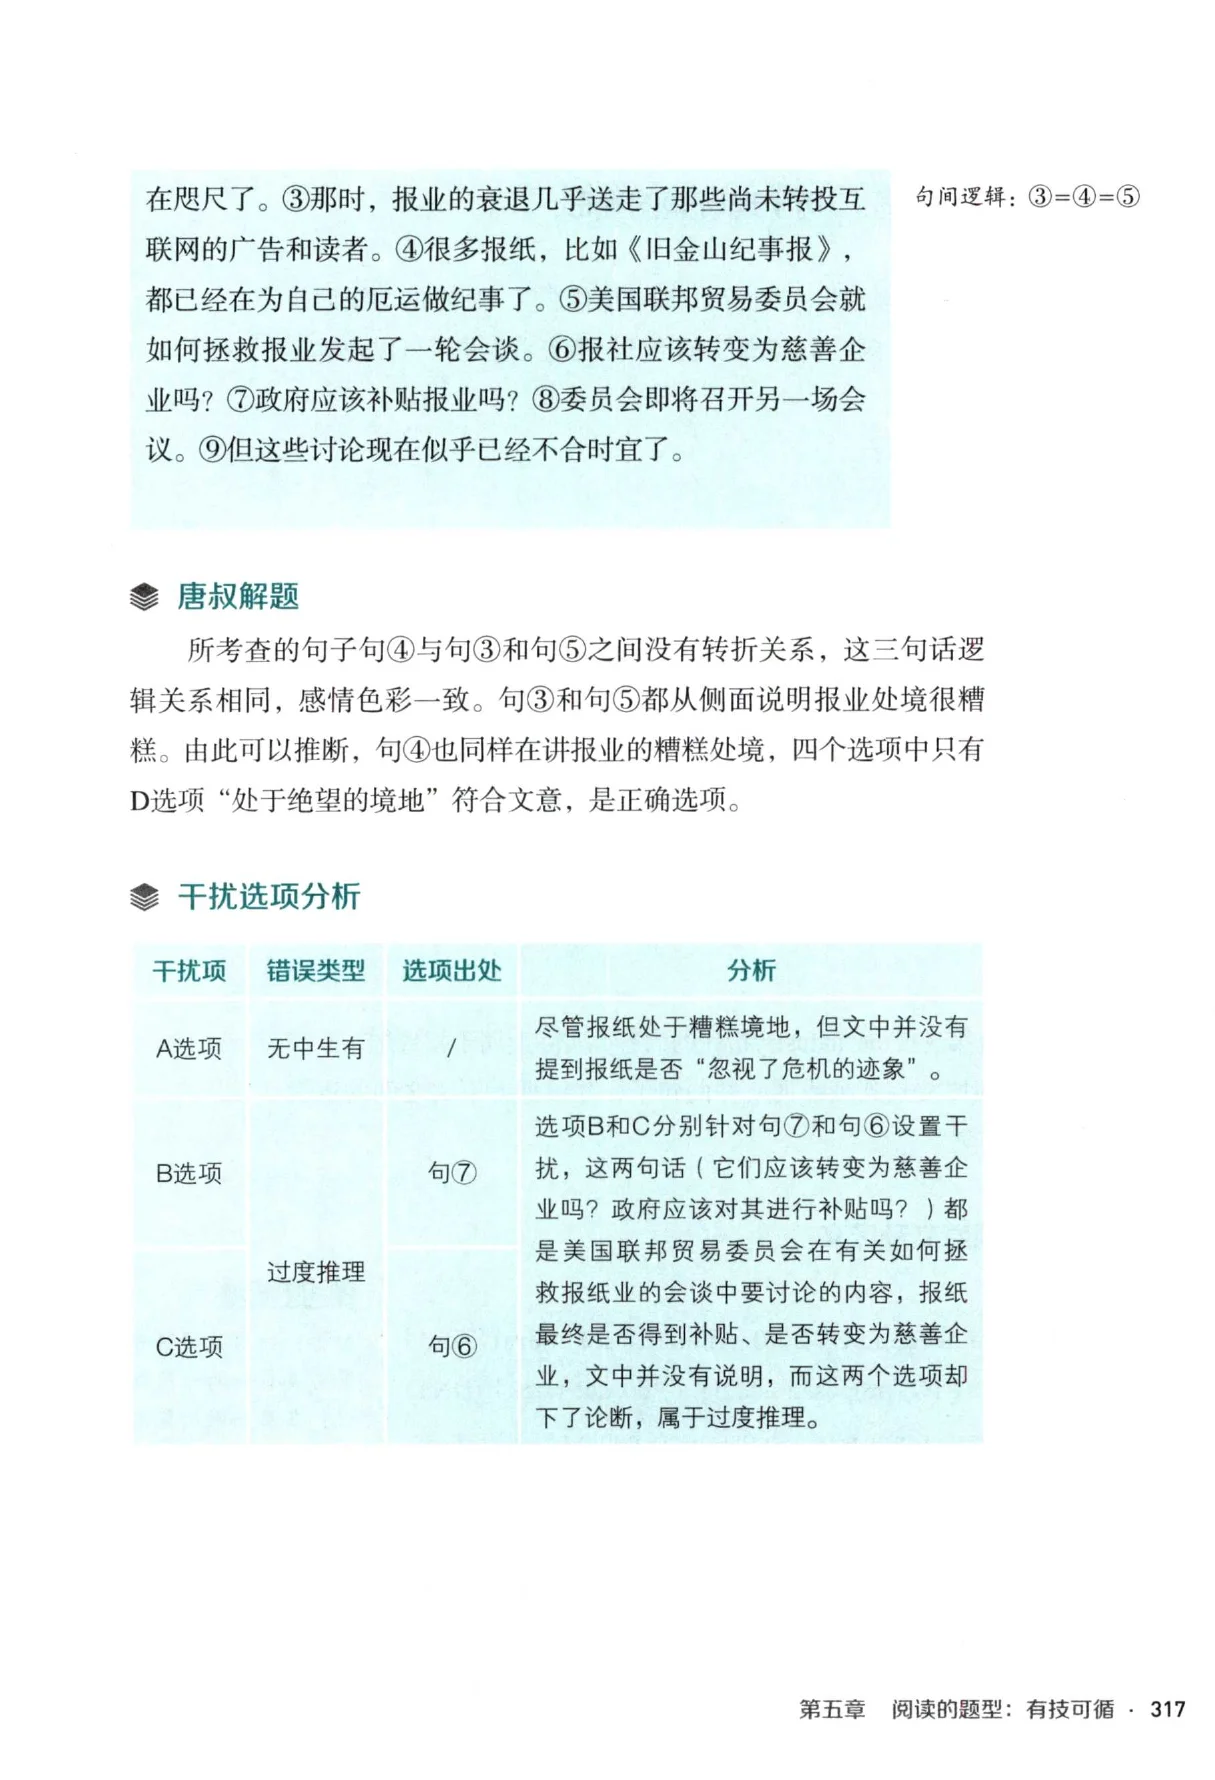 在咫尺了。③那时，报业的衰退几乎送走了那些尚未转投互
联网的广告和读者。④很多报纸，比如《旧金山纪事报》，
都已经在为自己的厄运做纪事了。⑤美国联邦贸易委员会就
如何拯救报业发起了一轮会谈。⑥报社应该转变为慈善企
业吗？⑦政府应该补贴报业吗？⑧委员会即将召开另一场会
议。⑨但这些讨论现在似乎已经不合时宜了。
句间逻辑：③=④=⑤
唐叔解题
所考查的句子句④与句③和句⑤之间没有转折关系，这三句话逻
辑关系相同，感情色彩一致。句③和句⑤都从侧面说明报业处境很糟
糕。由此可以推断，句④也同样在讲报业的糟糕处境，四个选项中只有
D选项“处于绝望的境地”符合文意，是正确选项。
干扰选项分析
干扰项 错误类型 选项出处 分析
A选项 无中生有 /
尽管报纸处于糟糕境地，但文中并没有
提到报纸是否“忽视了危机的迹象”。
B选项 句⑦
过度推理
C选项 句⑥
选项B和C分别针对句⑦和句⑥设置干
扰，这两句话（它们应该转变为慈善企
业吗？政府应该对其进行补贴吗？）都
是美国联邦贸易委员会在有关如何拯
救报纸业的会谈中要讨论的内容，报纸
最终是否得到补贴、是否转变为慈善企
业，文中并没有说明，而这两个选项却
下了论断，属于过度推理。
第五章 阅读的题型：有技可循 · 317